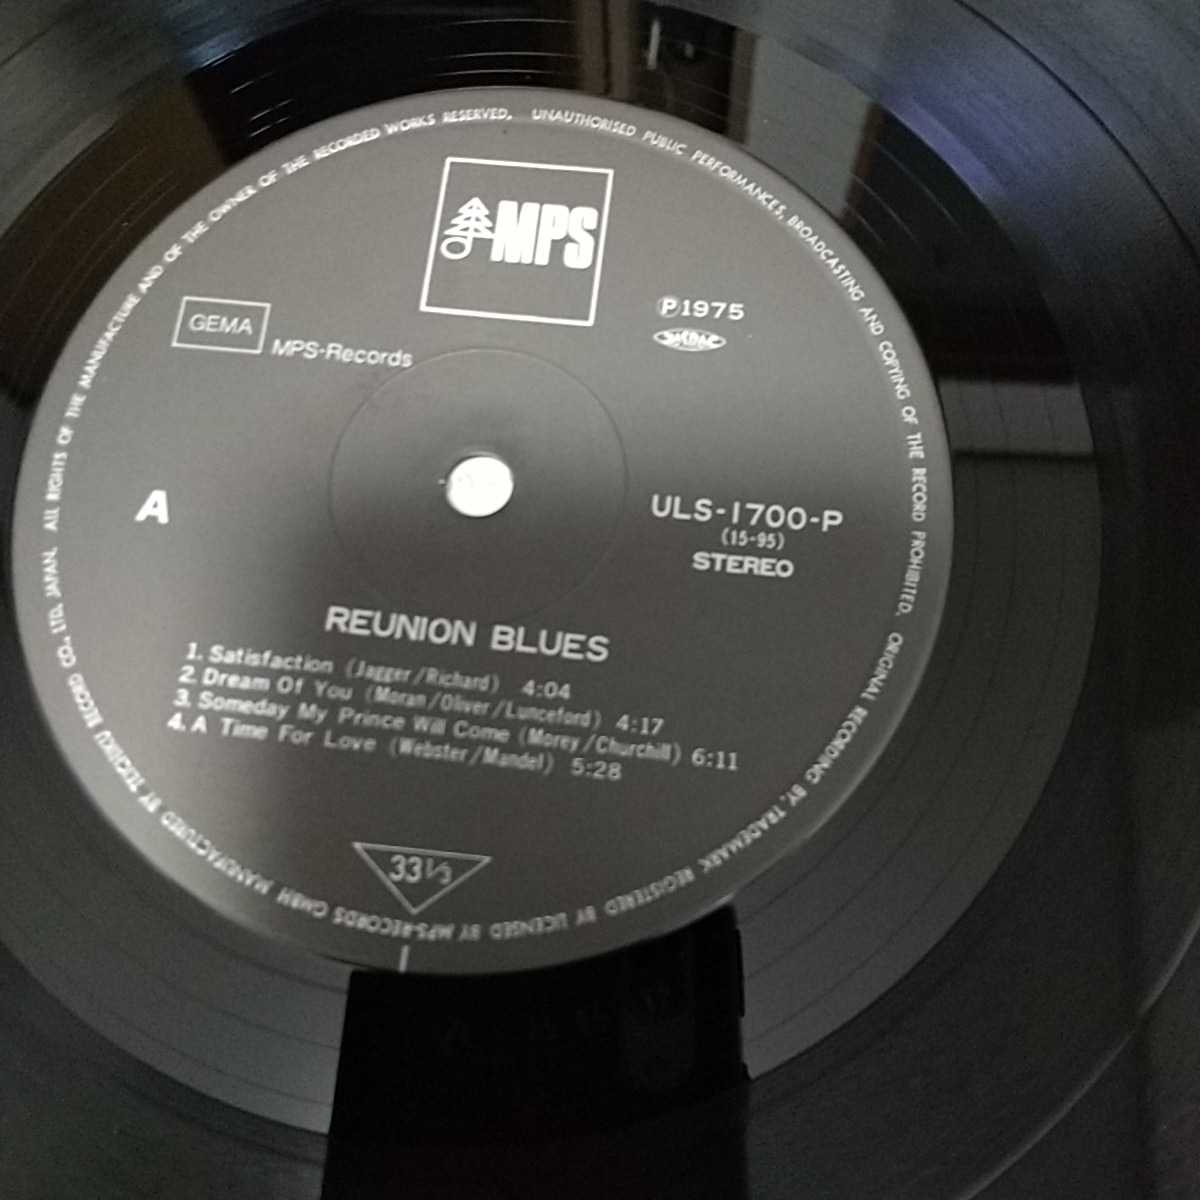 MPS
GEMA
MPS-Records
Ⓟ1975
A
ULS-1700-P
(15-95)
STEREO
REUNION BLUES
1. Satisfaction (Jagger/Richard) 4:04
2. Dream Of You (Moran/Oliver/Lunceford) 4:17
3. Someday My Prince Will Come (Morey/Churchill) 6:11
4. A Time For Love (Webster/Mandel) 5:28
33 1/3
ALL RIGHTS OF THE MANUFACTURE AND OF THE OWNER OF THE RECORDED WORKS RESERVED. UNAUTHORISED PUBLIC PERFORMANCES, BROADCASTING AND COPYING OF THE RECORD PROHIBITED. ORIGINAL RECORDING BY, TRADEMARK REGISTERED BY LICENSED BY MPS-RECORDS GMBH MANUFACTURED BY TEICHIKU RECORD CO., LTD. JAPAN.